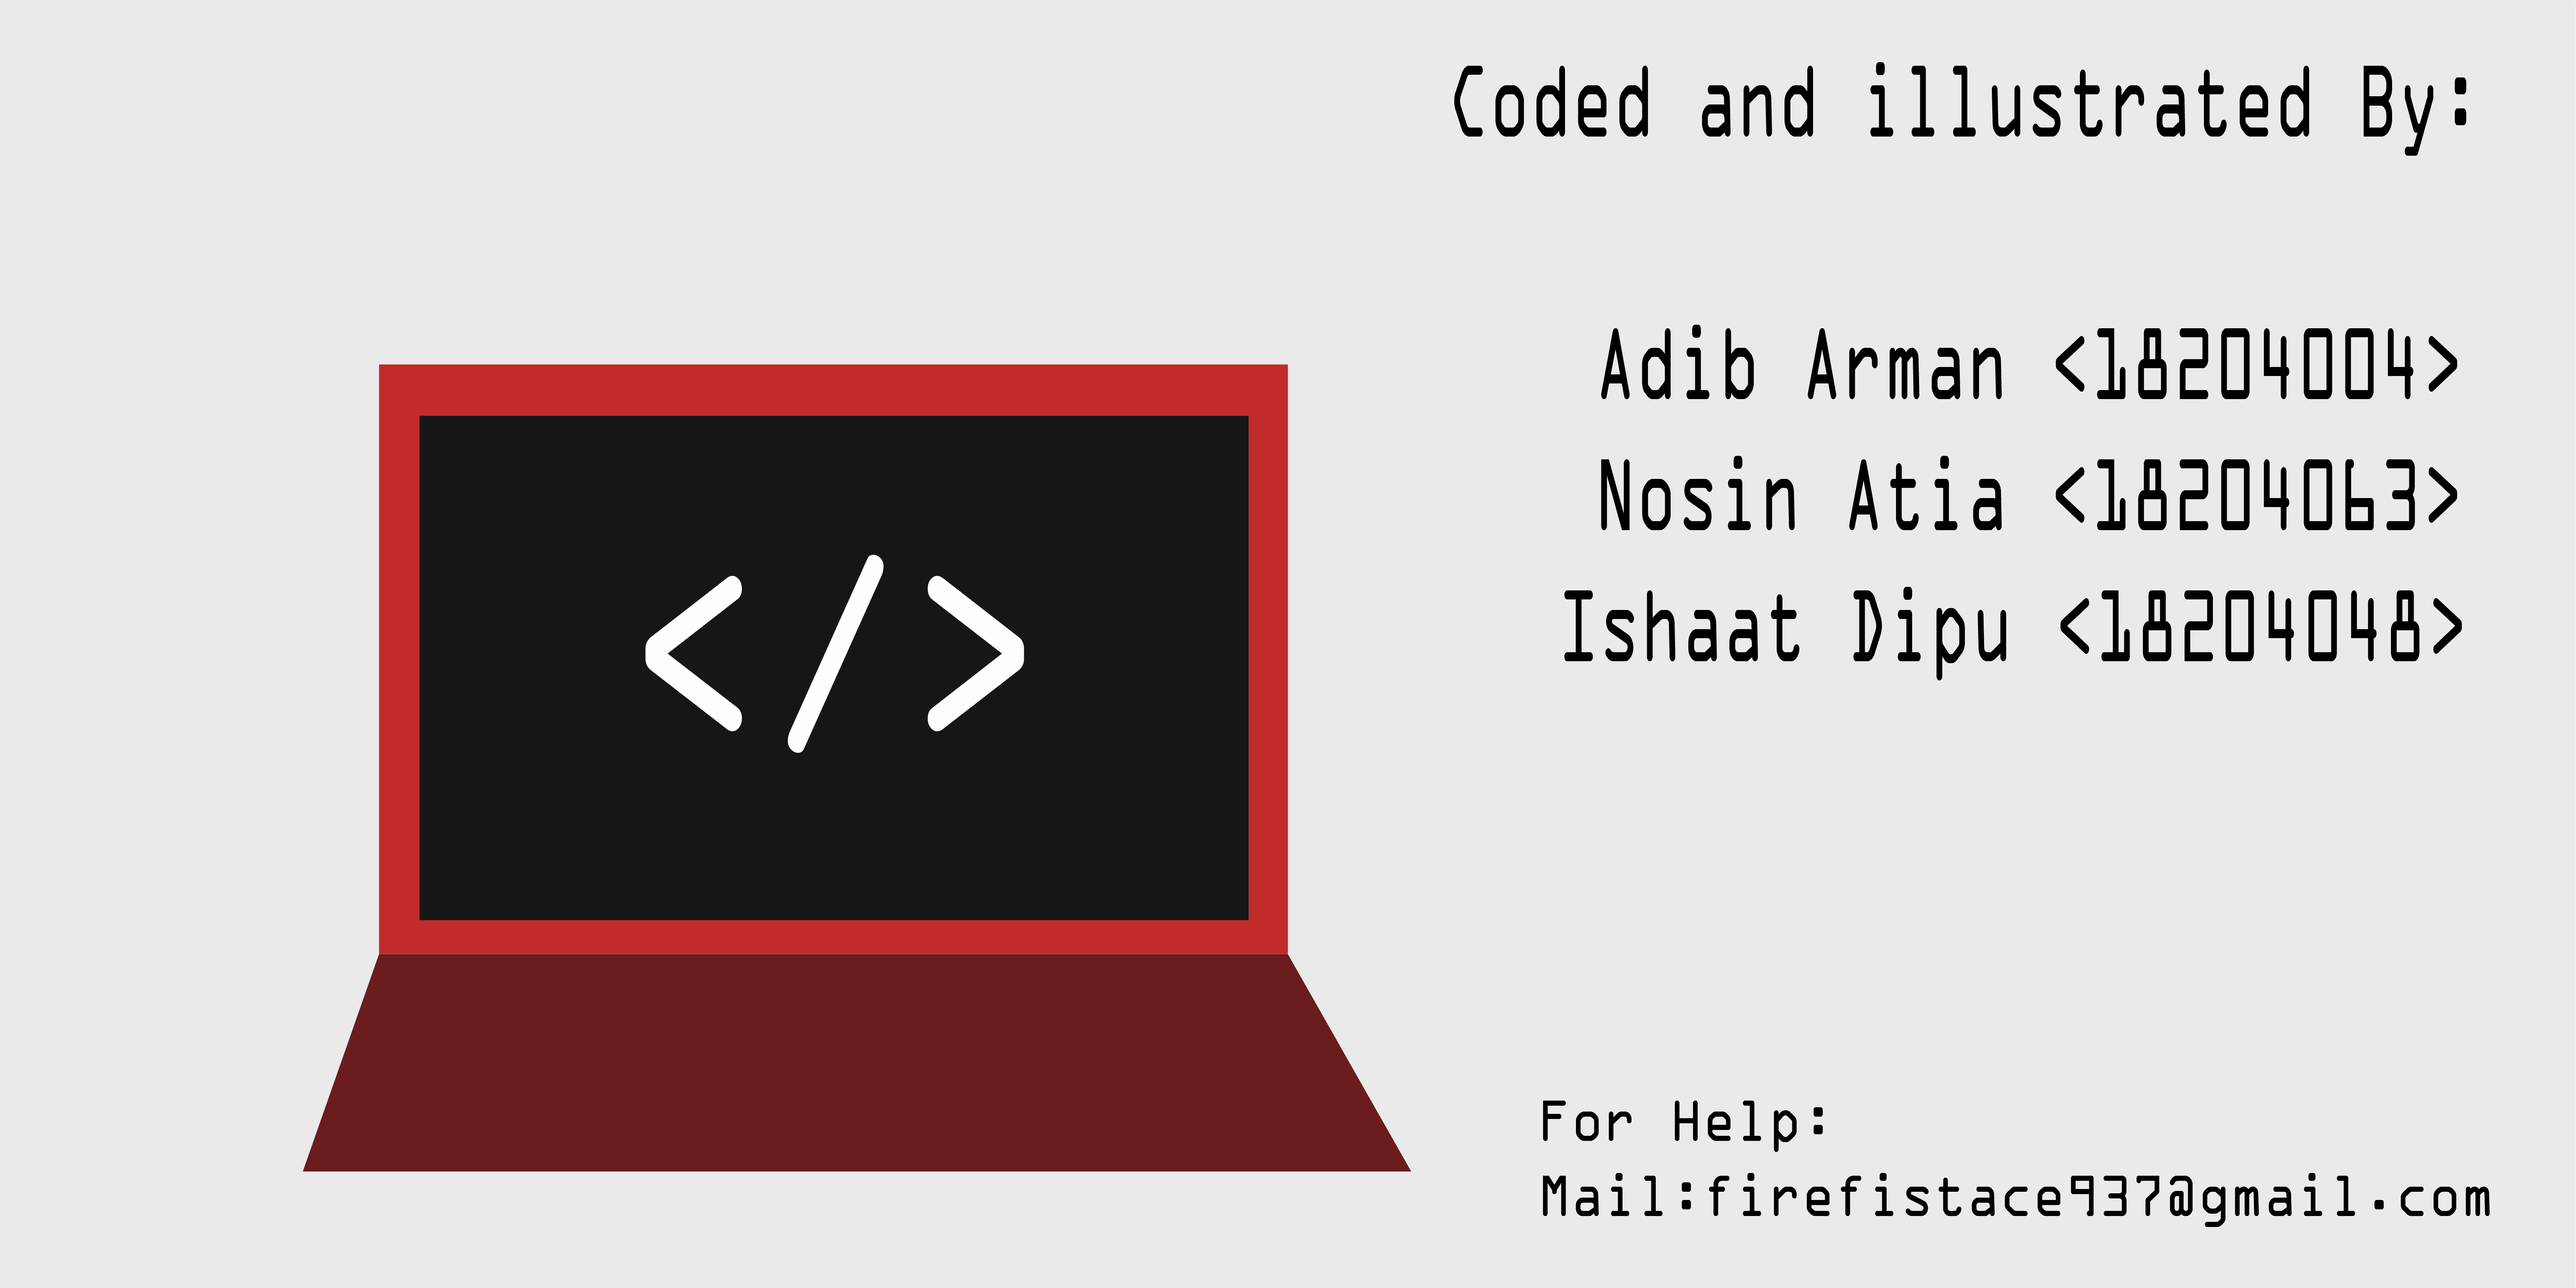 Coded and illustrated By:
Adib Arman <18204004>
Nosin Atia <18204063>
Ishaat Dipu <18204048>
</>
For Help:
Mail:firefistace937@gmail.com